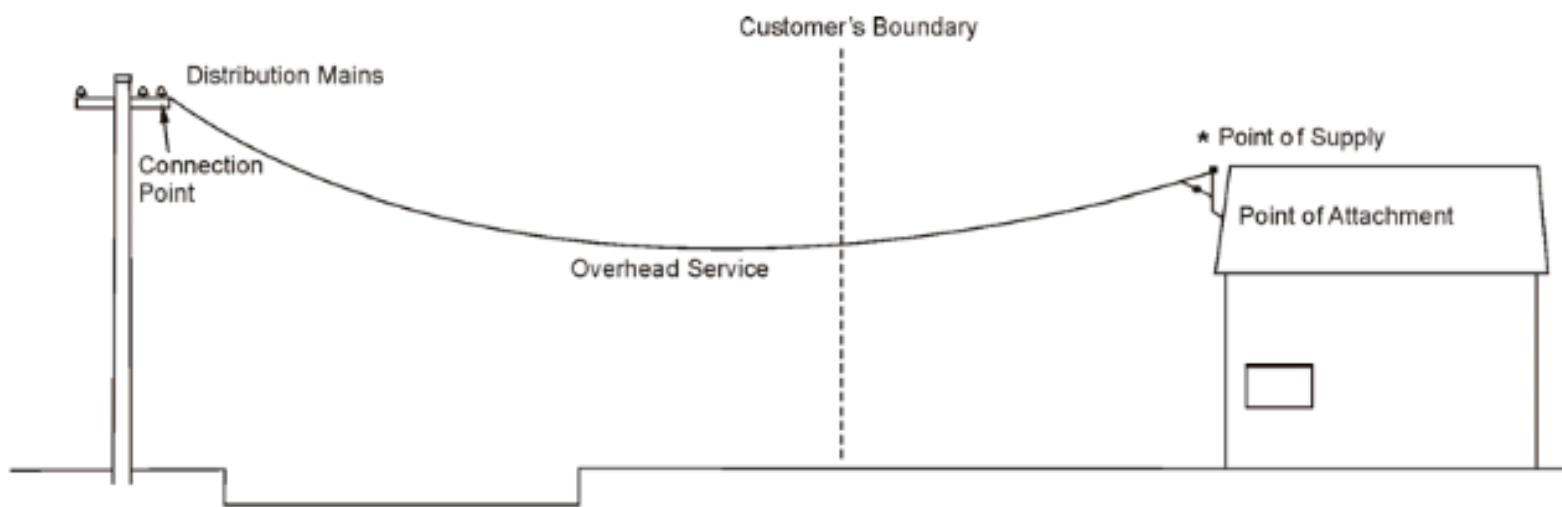 Customer's Boundary
Distribution Mains
* Point of Supply
Connection
Point
Point of Attachment
Overhead Service